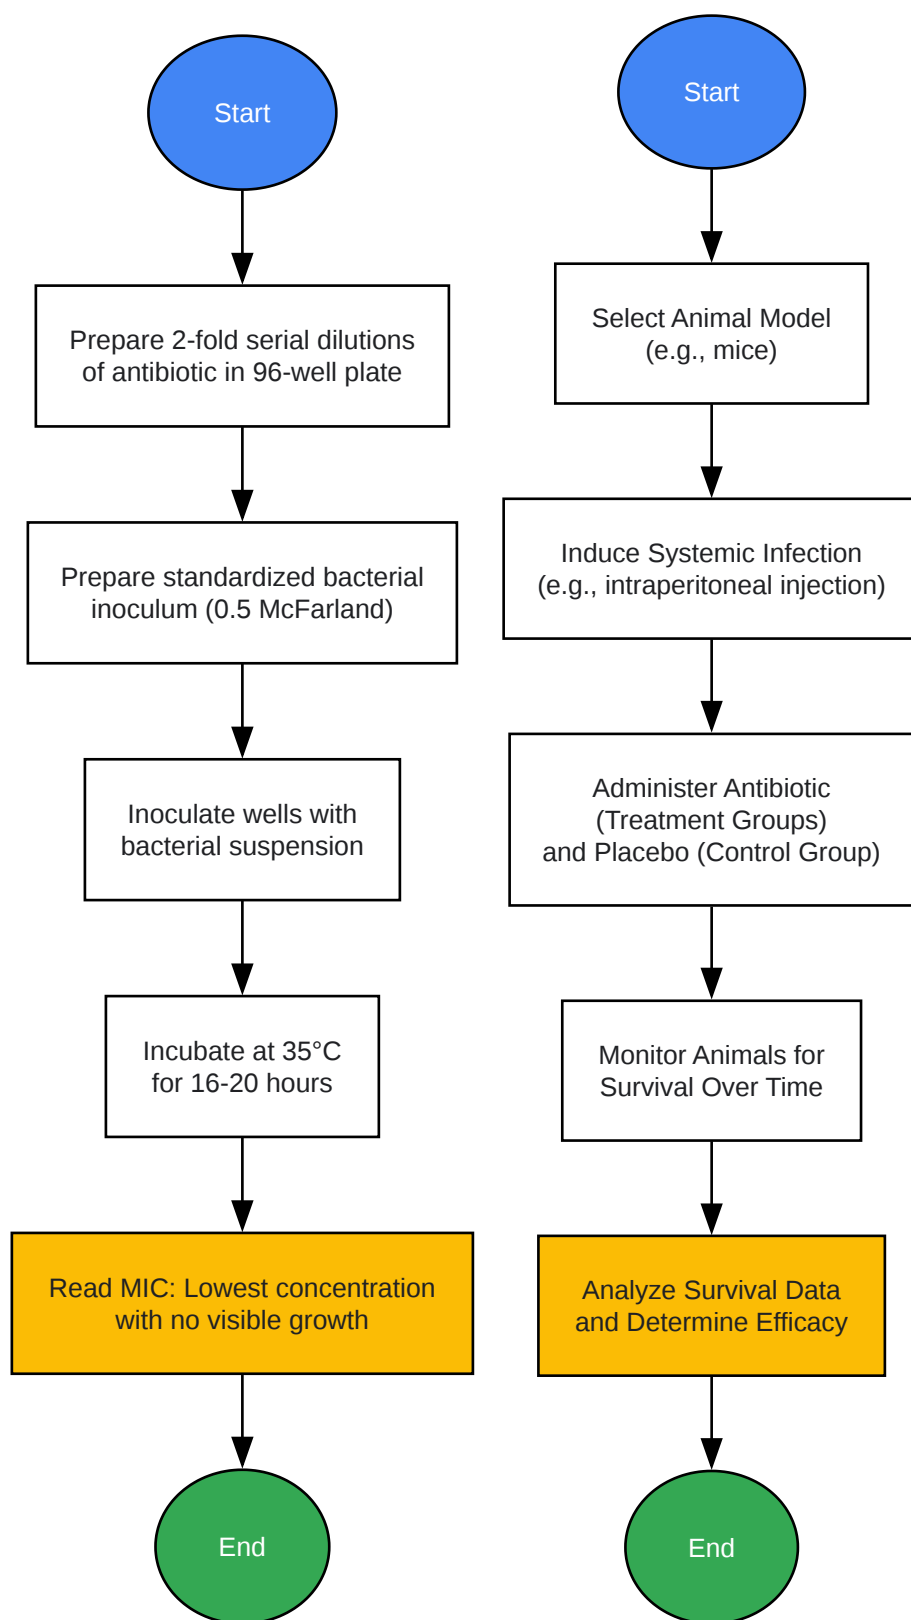 Start
Prepare 2-fold serial dilutions
of antibiotic in 96-well plate
Prepare standardized bacterial
inoculum (0.5 McFarland)
Inoculate wells with
bacterial suspension
Incubate at 35°C
for 16-20 hours
Read MIC: Lowest concentration
with no visible growth
End
Start
Select Animal Model
(e.g., mice)
Induce Systemic Infection
(e.g., intraperitoneal injection)
Administer Antibiotic
(Treatment Groups)
and Placebo (Control Group)
Monitor Animals for
Survival Over Time
Analyze Survival Data
and Determine Efficacy
End